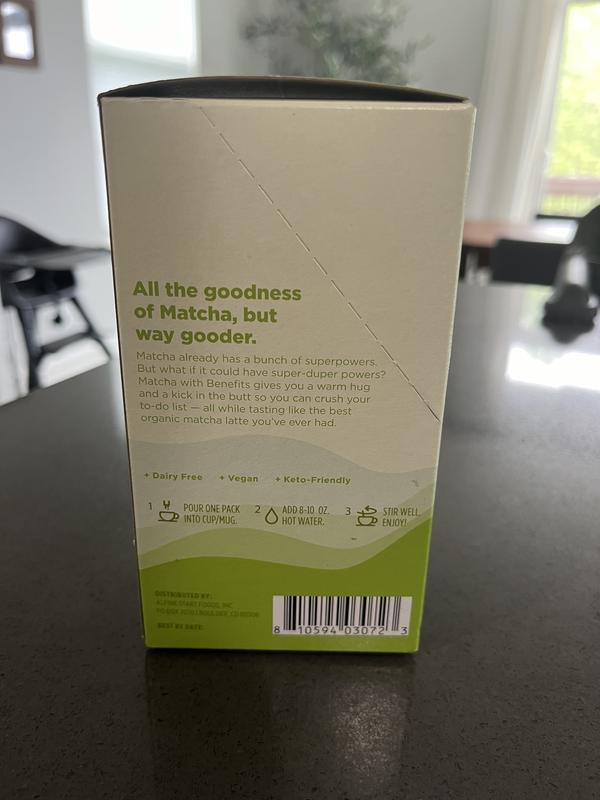 All the goodness
of Matcha, but
way gooder.
Matcha already has a bunch of superpowers.
But what if it could have super-duper powers?
Matcha with Benefits gives you a warm hug
and a kick in the butt so you can crush your
to-do list — all while tasting like the best
organic matcha latte you've ever had.
+ Dairy Free + Vegan + Keto-Friendly
1 POUR ONE PACK
INTO CUP/MUG.
2 ADD 8-10 OZ.
HOT WATER.
3 STIR WELL.
ENJOY!
DISTRIBUTED BY:
ALPINE START FOODS, INC
PO BOX | BOULDER, CO
BEST BY DATE:
8 10594 03072 3